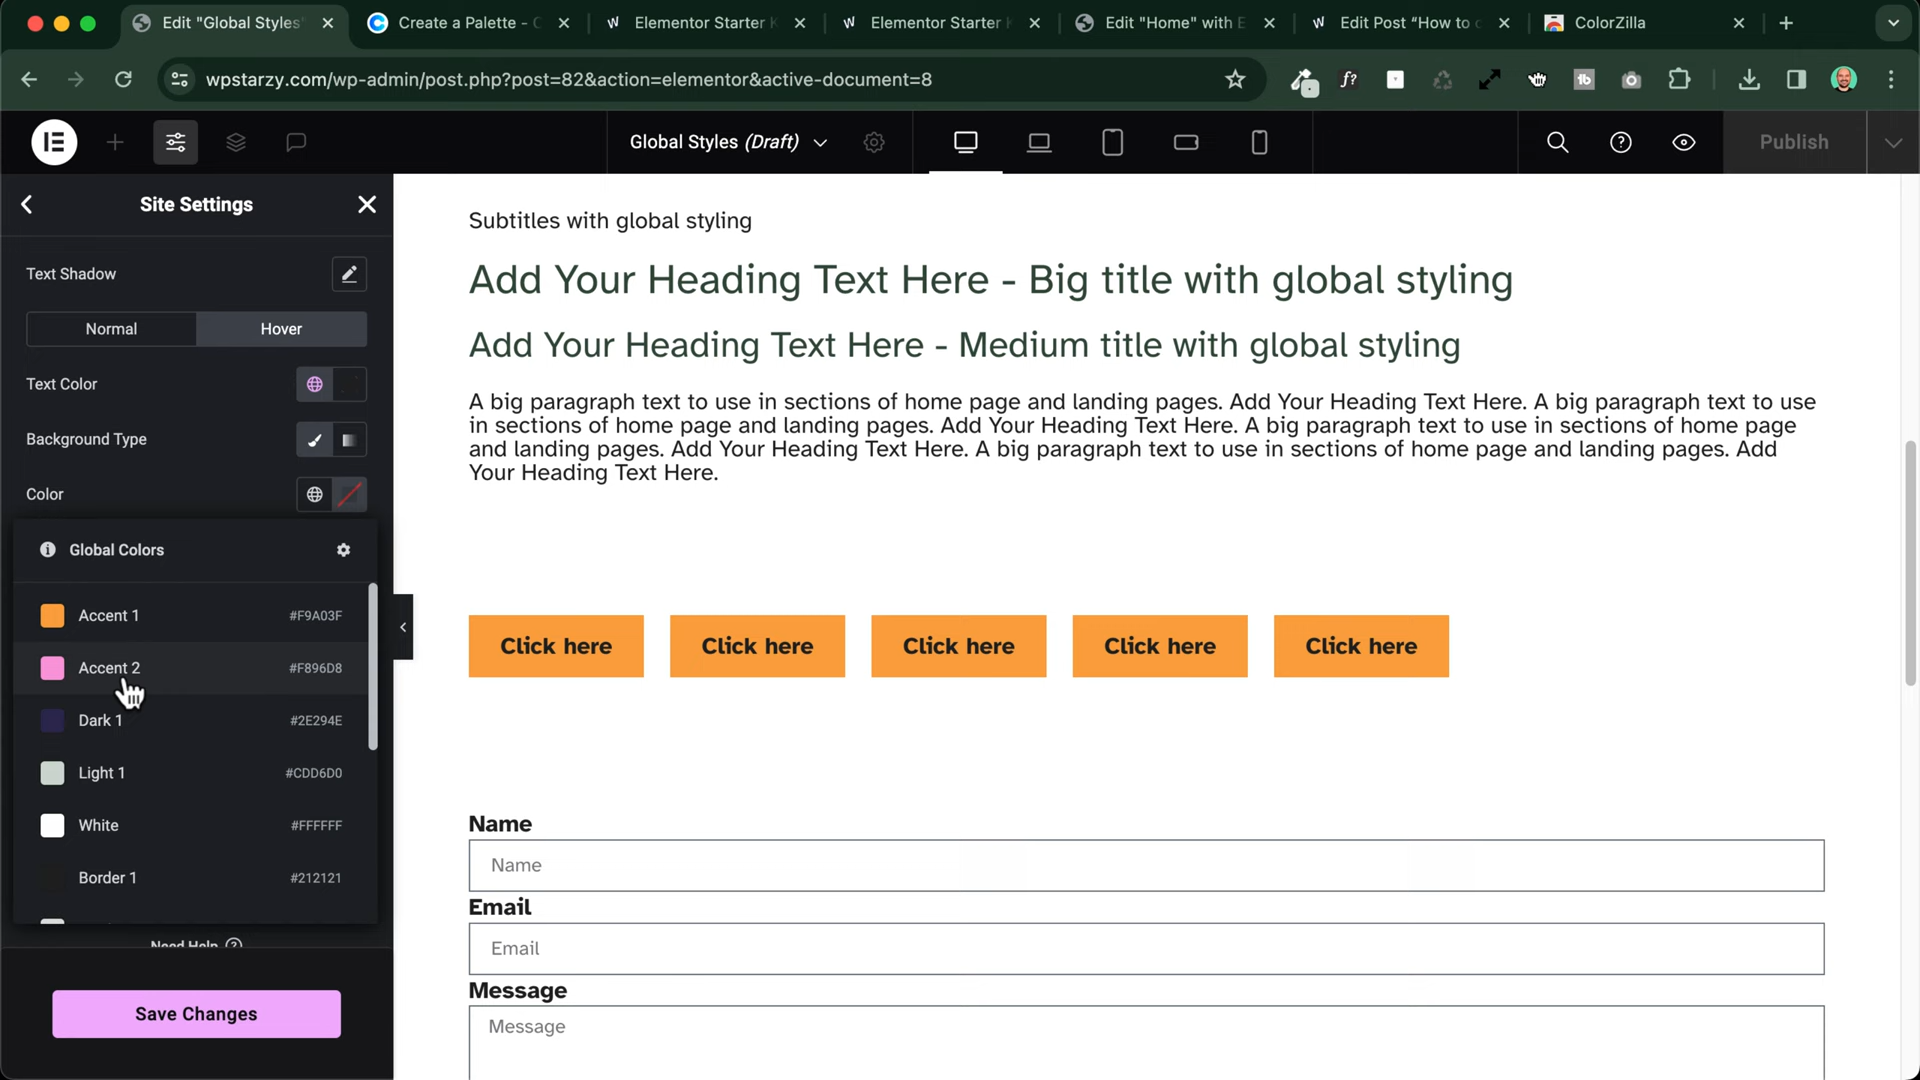 Edit "Global Styles"
Create a Palette - C
Elementor Starter K
Elementor Starter
Edit "Home" with E
Edit Post “How to c
ColorZilla
wpstarzy.com/wp-admin/post.php?post=82&action=elementor&active-document=8
f?
tb
Global Styles (Draft)
Publish
Site Settings
Text Shadow
Normal
Hover
Text Color
Background Type
Color
Global Colors
Accent 1 #F9A03F
Accent 2 #F896D8
Dark 1 #2E294E
Light 1 #CDD6D0
White #FFFFFF
Border 1 #212121
Need Help
Save Changes
Subtitles with global styling
Add Your Heading Text Here - Big title with global styling
Add Your Heading Text Here - Medium title with global styling
A big paragraph text to use in sections of home page and landing pages. Add Your Heading Text Here. A big paragraph text to use
in sections of home page and landing pages. Add Your Heading Text Here. A big paragraph text to use in sections of home page
and landing pages. Add Your Heading Text Here. A big paragraph text to use in sections of home page and landing pages. Add
Your Heading Text Here.
Click here Click here Click here Click here Click here
Name
Name
Email
Email
Message
Message